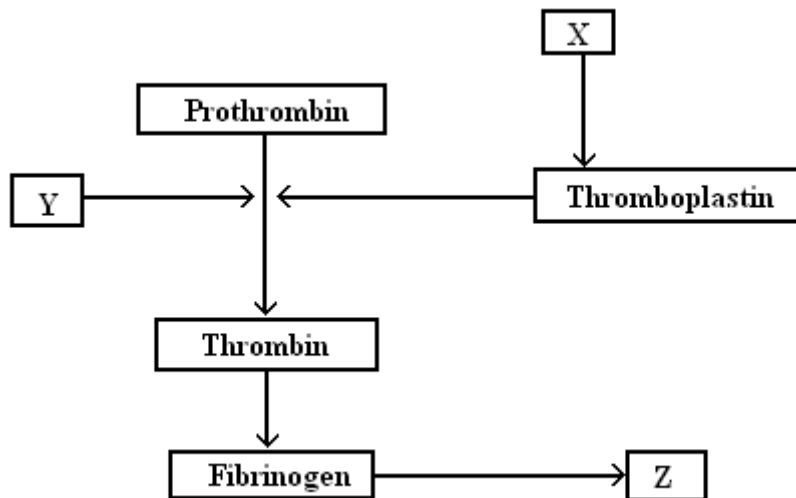 X
Prothrombin
Y
Thromboplastin
Thrombin
Fibrinogen
Z